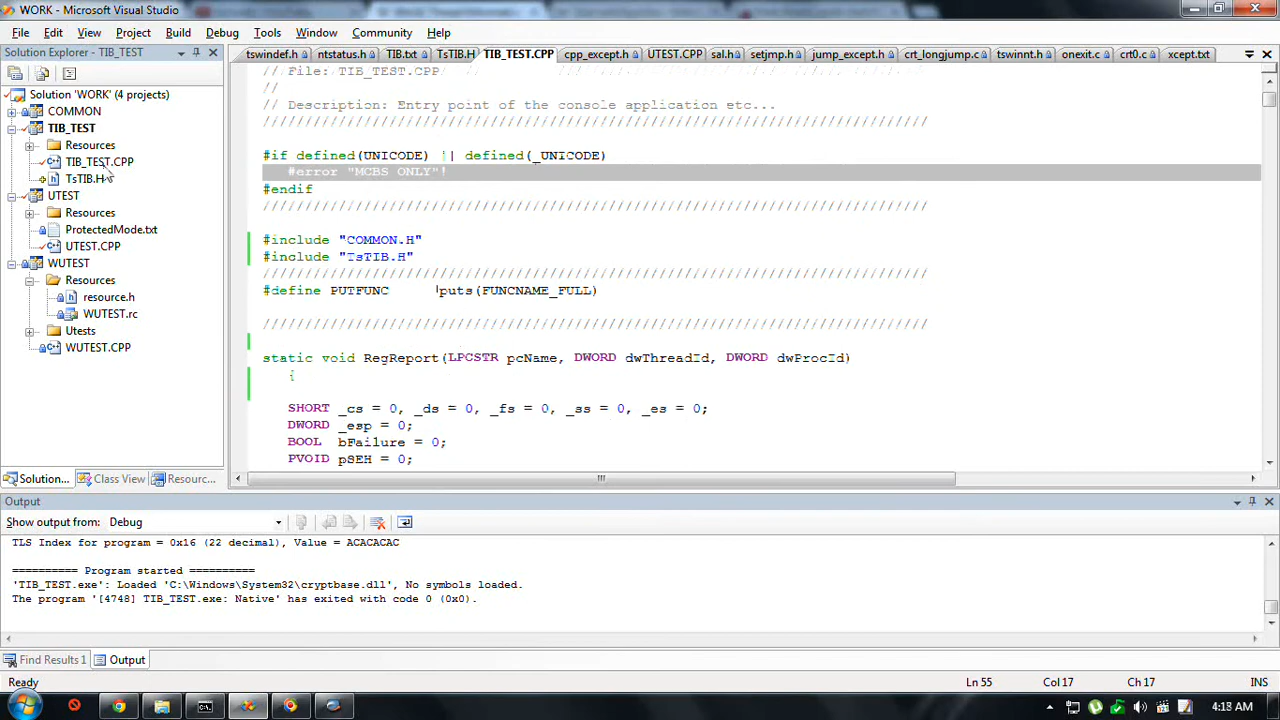 WORK - Microsoft Visual Studio
File Edit View Project Build Debug Tools Window Community Help
Solution Explorer - TIB_TEST
Solution 'WORK' (4 projects)
COMMON
TIB_TEST
Resources
TIB_TEST.CPP
TsTIB.H
UTEST
Resources
ProtectedMode.txt
UTEST.CPP
WUTEST
Resources
resource.h
WUTEST.rc
Utests
WUTEST.CPP
Solution... Class View Resourc...
tswindef.h ntstatus.h TIB.txt TsTIB.H TIB_TEST.CPP cpp_except.h UTEST.CPP sal.h setjmp.h jump_except.h crt_longjmp.c tswinnt.h onexit.c crt0.c xcept.txt
// File: TIB_TEST.CPP
//
// Description: Entry point of the console application etc...
////////////////////////////////////////////////////////////////////////////////
#if defined(UNICODE) || defined(_UNICODE)
#error "MCBS ONLY"!
#endif
////////////////////////////////////////////////////////////////////////////////
#include "COMMON.H"
#include "TsTIB.H"
////////////////////////////////////////////////////////////////////////////////
#define PUTFUNC !puts(FUNCNAME_FULL)
////////////////////////////////////////////////////////////////////////////////
static void RegReport(LPCSTR pcName, DWORD dwThreadId, DWORD dwProcId)
{
SHORT _cs = 0, _ds = 0, _fs = 0, _ss = 0, _es = 0;
DWORD _esp = 0;
BOOL bFailure = 0;
PVOID pSEH = 0;
Output
Show output from: Debug
TLS Index for program = 0x16 (22 decimal), Value = ACACACAC
========== Program started ==========
'TIB_TEST.exe': Loaded 'C:\Windows\System32\cryptbase.dll', No symbols loaded.
The program '[4748] TIB_TEST.exe: Native' has exited with code 0 (0x0).
Find Results 1 Output
Ready Ln 55 Col 17 Ch 17 INS
4:18 AM